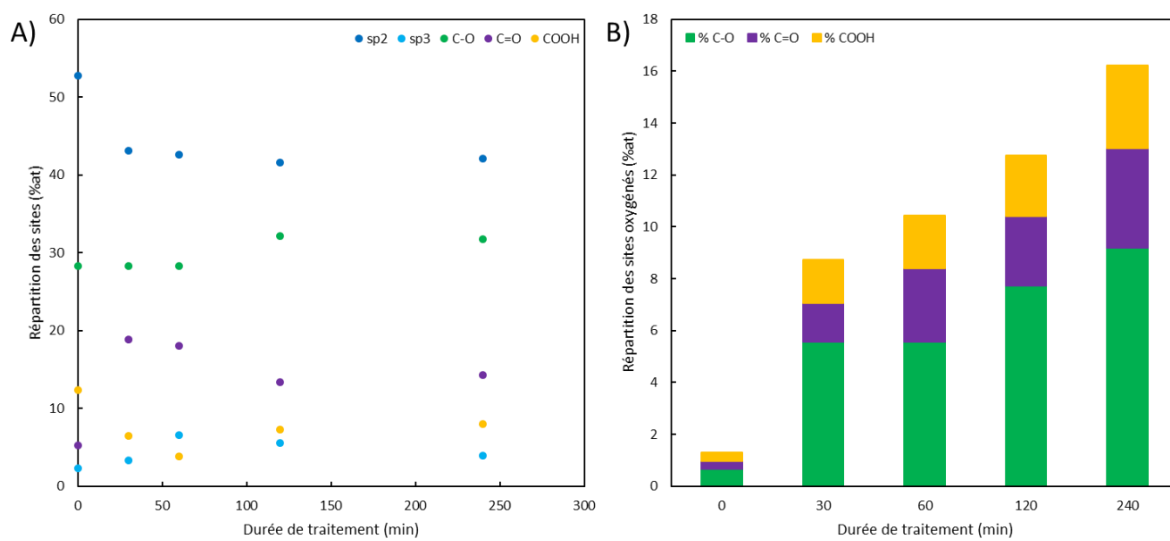 A)
sp2 sp3 C-O C=O COOH
Répartition des sites (%at)
60
50
40
30
20
10
0
0 50 100 150 200 250 300
Durée de traitement (min)
B)
% C-O % C=O % COOH
Répartition des sites oxygénés (%at)
18
16
14
12
10
8
6
4
2
0
0 30 60 120 240
Durée de traitement (min)